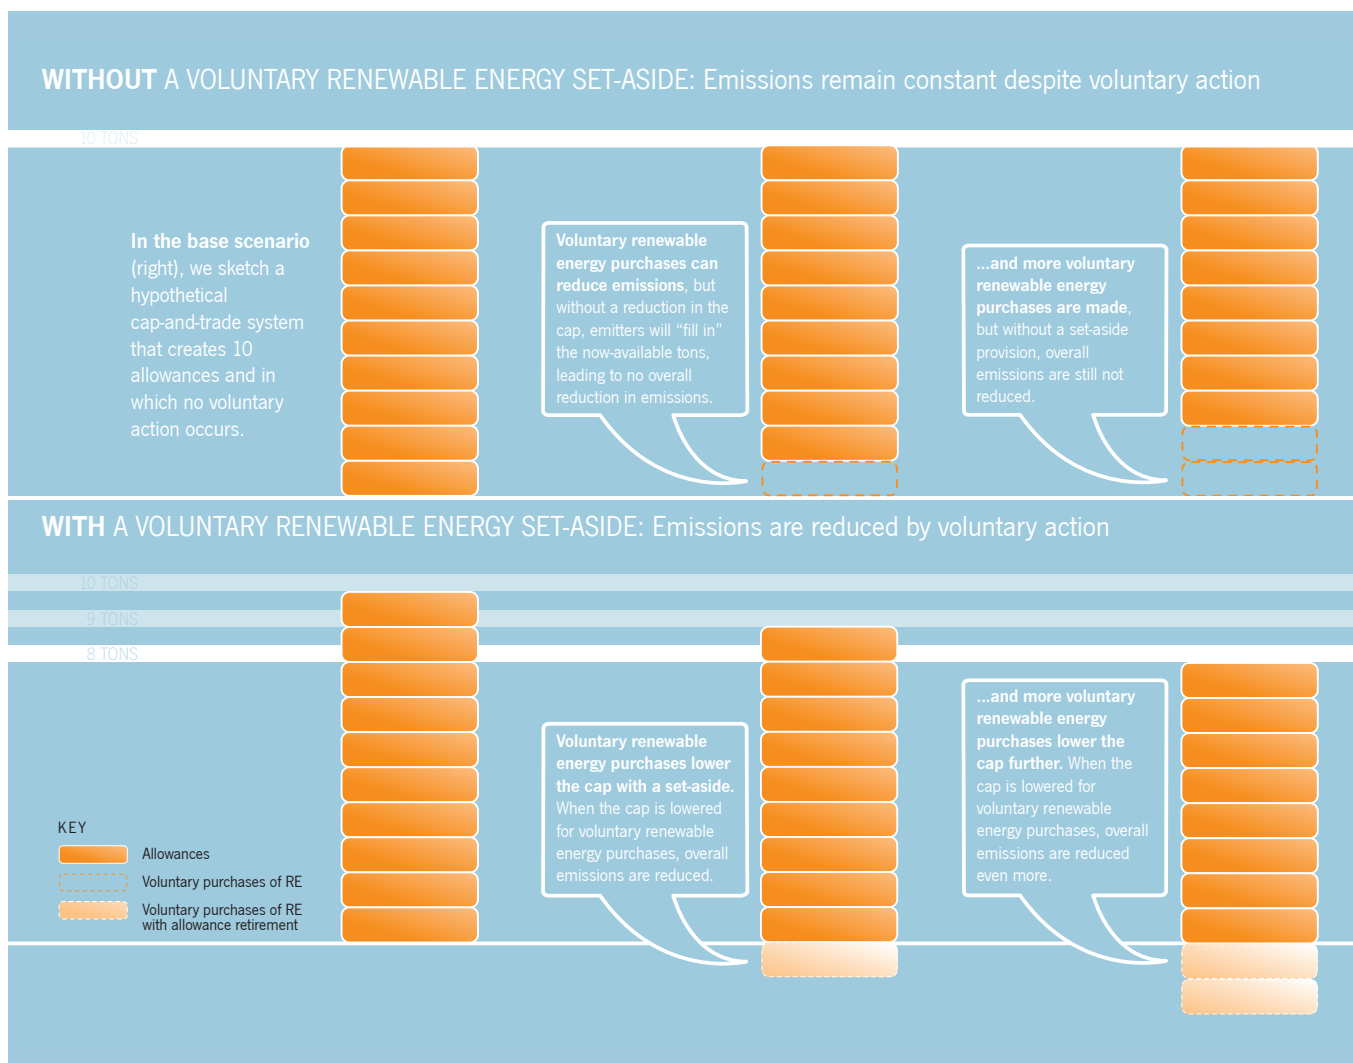 WITHOUT A VOLUNTARY RENEWABLE ENERGY SET-ASIDE: Emissions remain constant despite voluntary action
10 TONS
In the base scenario
(right), we sketch a
hypothetical
cap-and-trade system
that creates 10
allowances and in
which no voluntary
action occurs.
Voluntary renewable
energy purchases can
reduce emissions, but
without a reduction in the
cap, emitters will “fill in”
the now-available tons,
leading to no overall
reduction in emissions.
...and more voluntary
renewable energy
purchases are made,
but without a set-aside
provision, overall
emissions are still not
reduced.
WITH A VOLUNTARY RENEWABLE ENERGY SET-ASIDE: Emissions are reduced by voluntary action
10 TONS
9 TONS
8 TONS
Voluntary renewable
energy purchases lower
the cap with a set-aside.
When the cap is lowered
for voluntary renewable
energy purchases, overall
emissions are reduced.
...and more voluntary
renewable energy
purchases lower the
cap further. When the
cap is lowered for
voluntary renewable
energy purchases, overall
emissions are reduced
even more.
KEY
Allowances
Voluntary purchases of RE
Voluntary purchases of RE
with allowance retirement